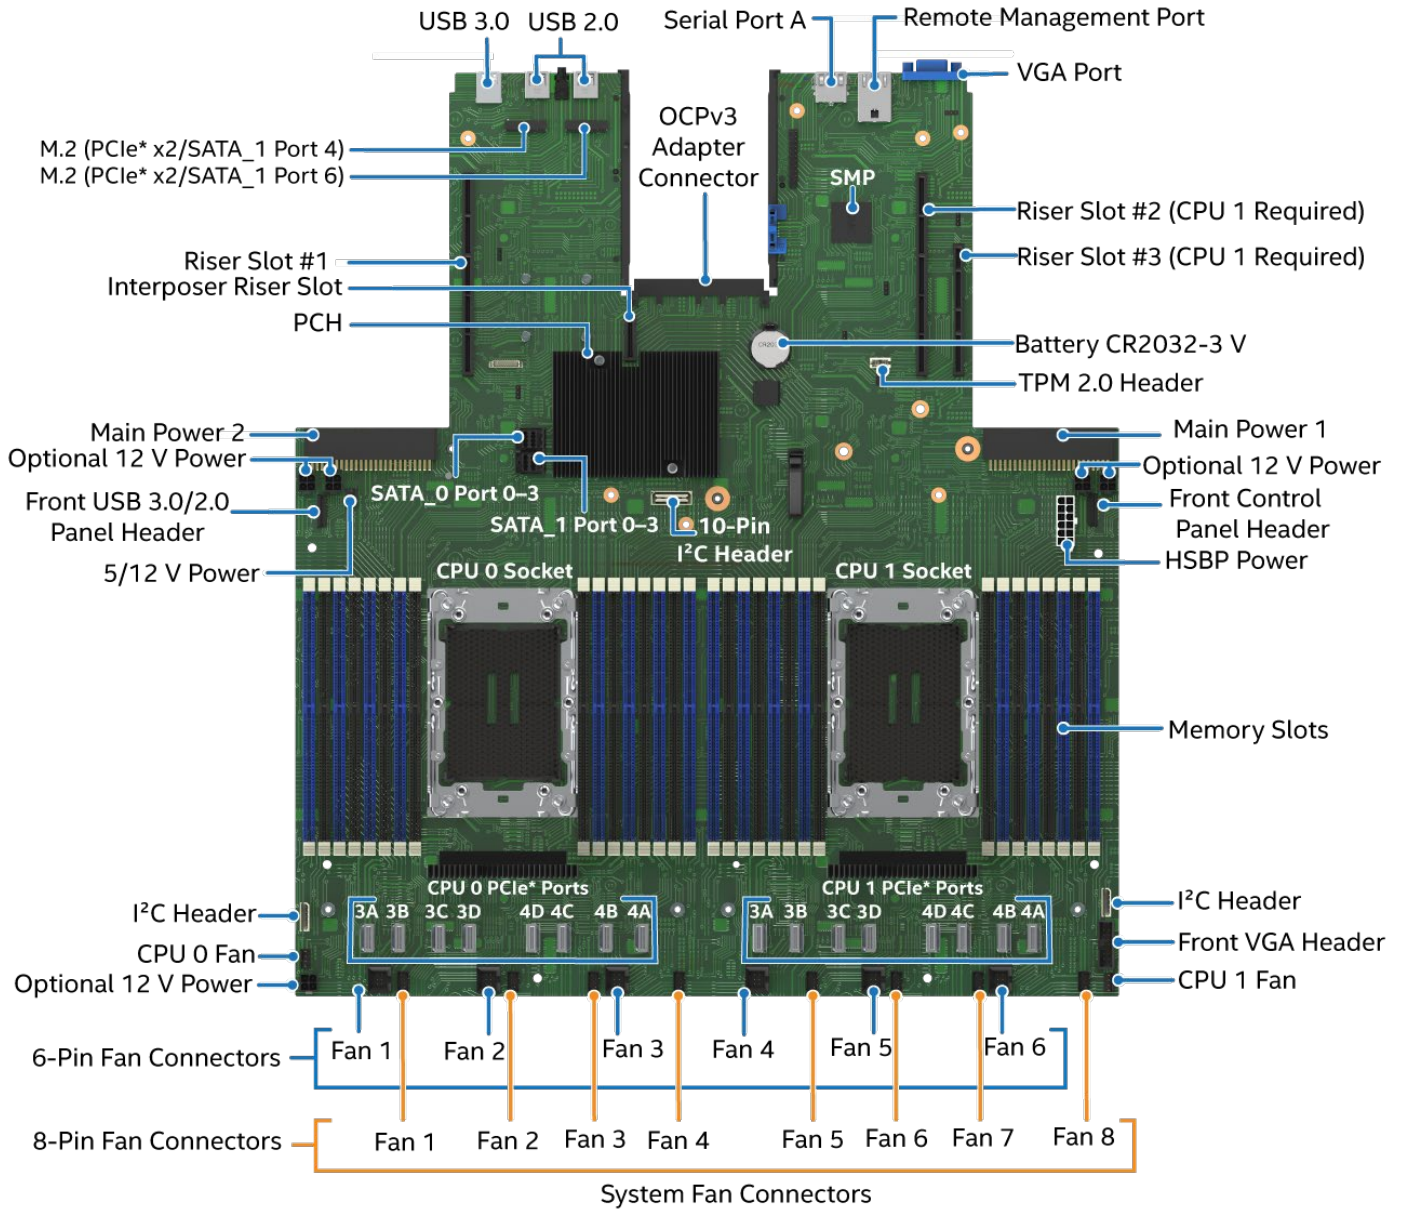 USB 3.0
USB 2.0
Serial Port A
Remote Management Port
VGA Port
OCPv3
Adapter
Connector
M.2 (PCIe* x2/SATA_1 Port 4)
M.2 (PCIe* x2/SATA_1 Port 6)
SMP
Riser Slot #2 (CPU 1 Required)
Riser Slot #1
Riser Slot #3 (CPU 1 Required)
Interposer Riser Slot
PCH
Battery CR2032-3 V
TPM 2.0 Header
Main Power 2
Main Power 1
Optional 12 V Power
Optional 12 V Power
SATA_0 Port 0–3
Front USB 3.0/2.0
Panel Header
Front Control
Panel Header
SATA_1 Port 0–3
10-Pin
I²C Header
HSBP Power
5/12 V Power
CPU 0 Socket
CPU 1 Socket
Memory Slots
CPU 0 PCIe* Ports
CPU 1 PCIe* Ports
3A 3B 3C 3D 4D 4C 4B 4A
3A 3B 3C 3D 4D 4C 4B 4A
I²C Header
I²C Header
CPU 0 Fan
Front VGA Header
Optional 12 V Power
CPU 1 Fan
6-Pin Fan Connectors
Fan 1
Fan 2
Fan 3
Fan 4
Fan 5
Fan 6
8-Pin Fan Connectors
Fan 1
Fan 2
Fan 3
Fan 4
Fan 5
Fan 6
Fan 7
Fan 8
System Fan Connectors